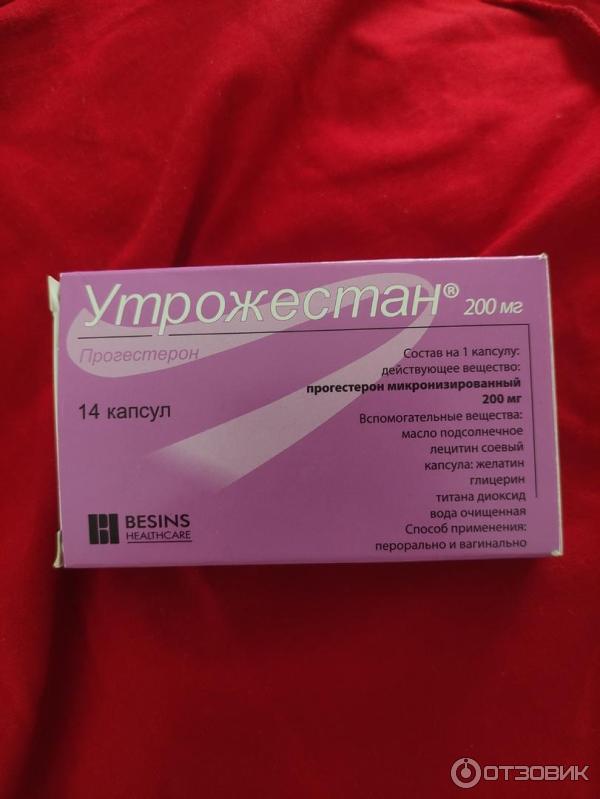 Утрожестан® 200 мг
Прогестерон
14 капсул
Состав на 1 капсулу:
действующее вещество:
прогестерон микронизированный
200 мг
Вспомогательные вещества:
масло подсолнечное
лецитин соевый
капсула: желатин
глицерин
титана диоксид
вода очищенная
Способ применения:
перорально и вагинально
BESINS
HEALTHCARE
ОТЗОВИК